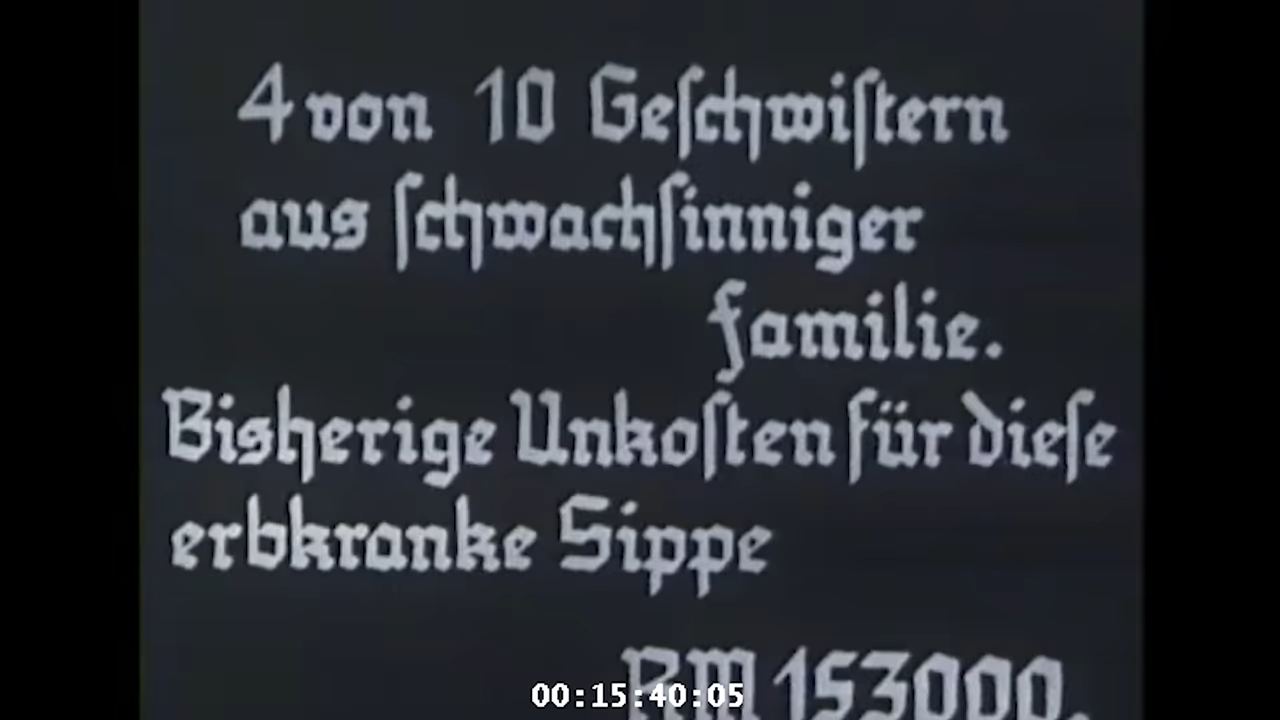 4 von 10 Geſchwiſtern
aus ſchwachſinniger
Familie.
Bisherige Unkoſten für dieſe
erbkranke Sippe
RM 153000.
00:15:40:05